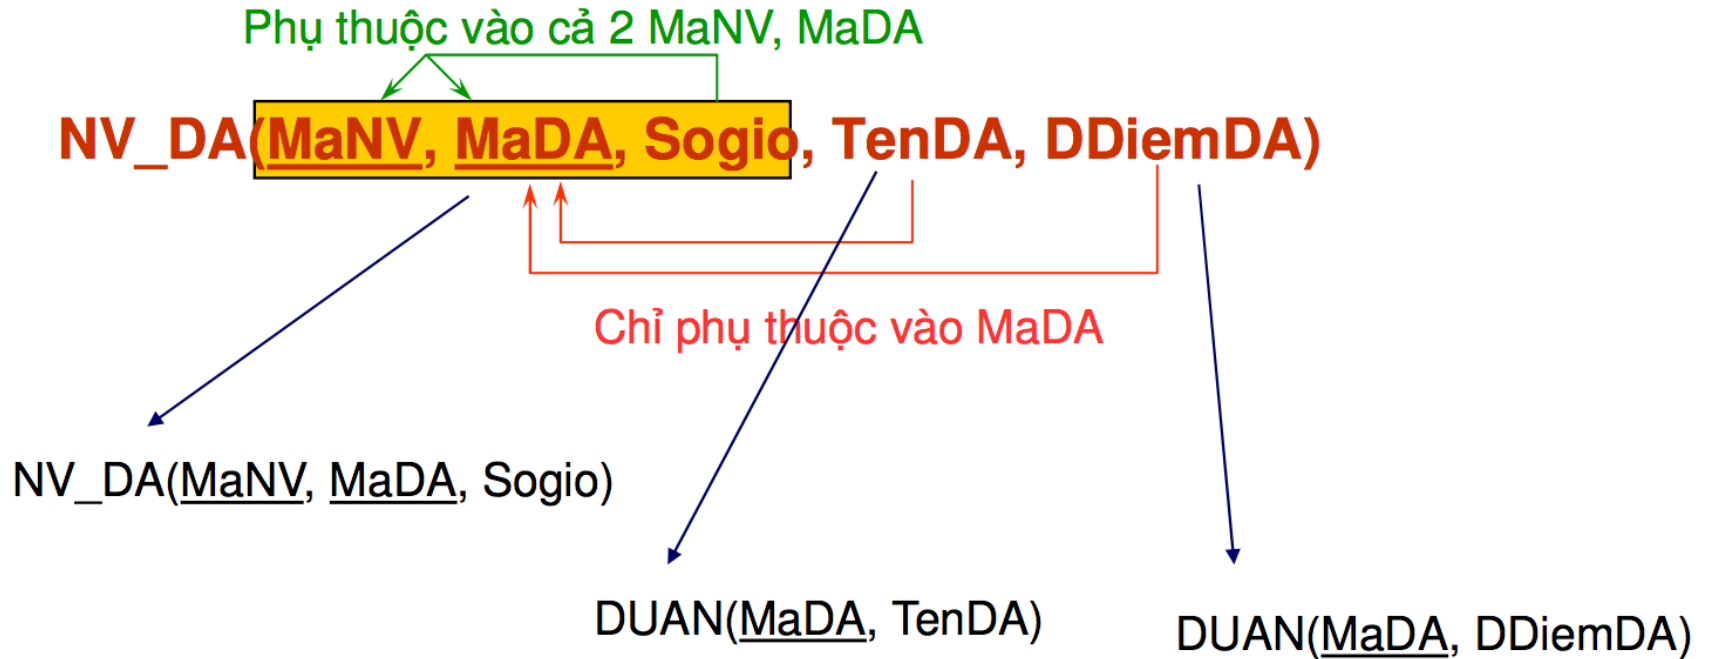 Phụ thuộc vào cả 2 MaNV, MaDA
NV_DA(MaNV, MaDA, Sogio, TenDA, DDiemDA)
Chỉ phụ thuộc vào MaDA
NV_DA(MaNV, MaDA, Sogio)
DUAN(MaDA, TenDA)
DUAN(MaDA, DDiemDA)